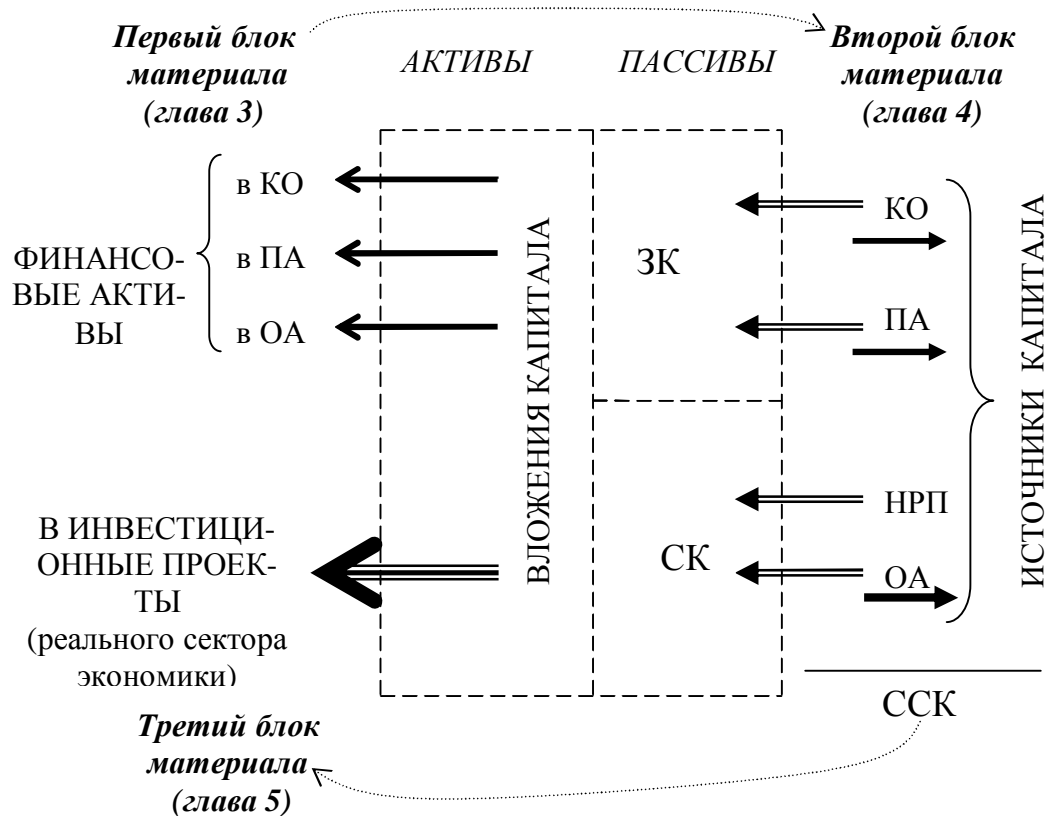 Первый блок
материала
(глава 3)
АКТИВЫ
ПАССИВЫ
Второй блок
материала
(глава 4)
ФИНАНСО-
ВЫЕ АКТИ-
ВЫ
в КО
в ПА
в ОА
В ИНВЕСТИЦИ-
ОННЫЕ ПРОЕК-
ТЫ
(реального сектора
экономики)
ВЛОЖЕНИЯ КАПИТАЛА
ЗК
СК
КО
ПА
НРП
ОА
ИСТОЧНИКИ КАПИТАЛА
ССК
Третий блок
материала
(глава 5)